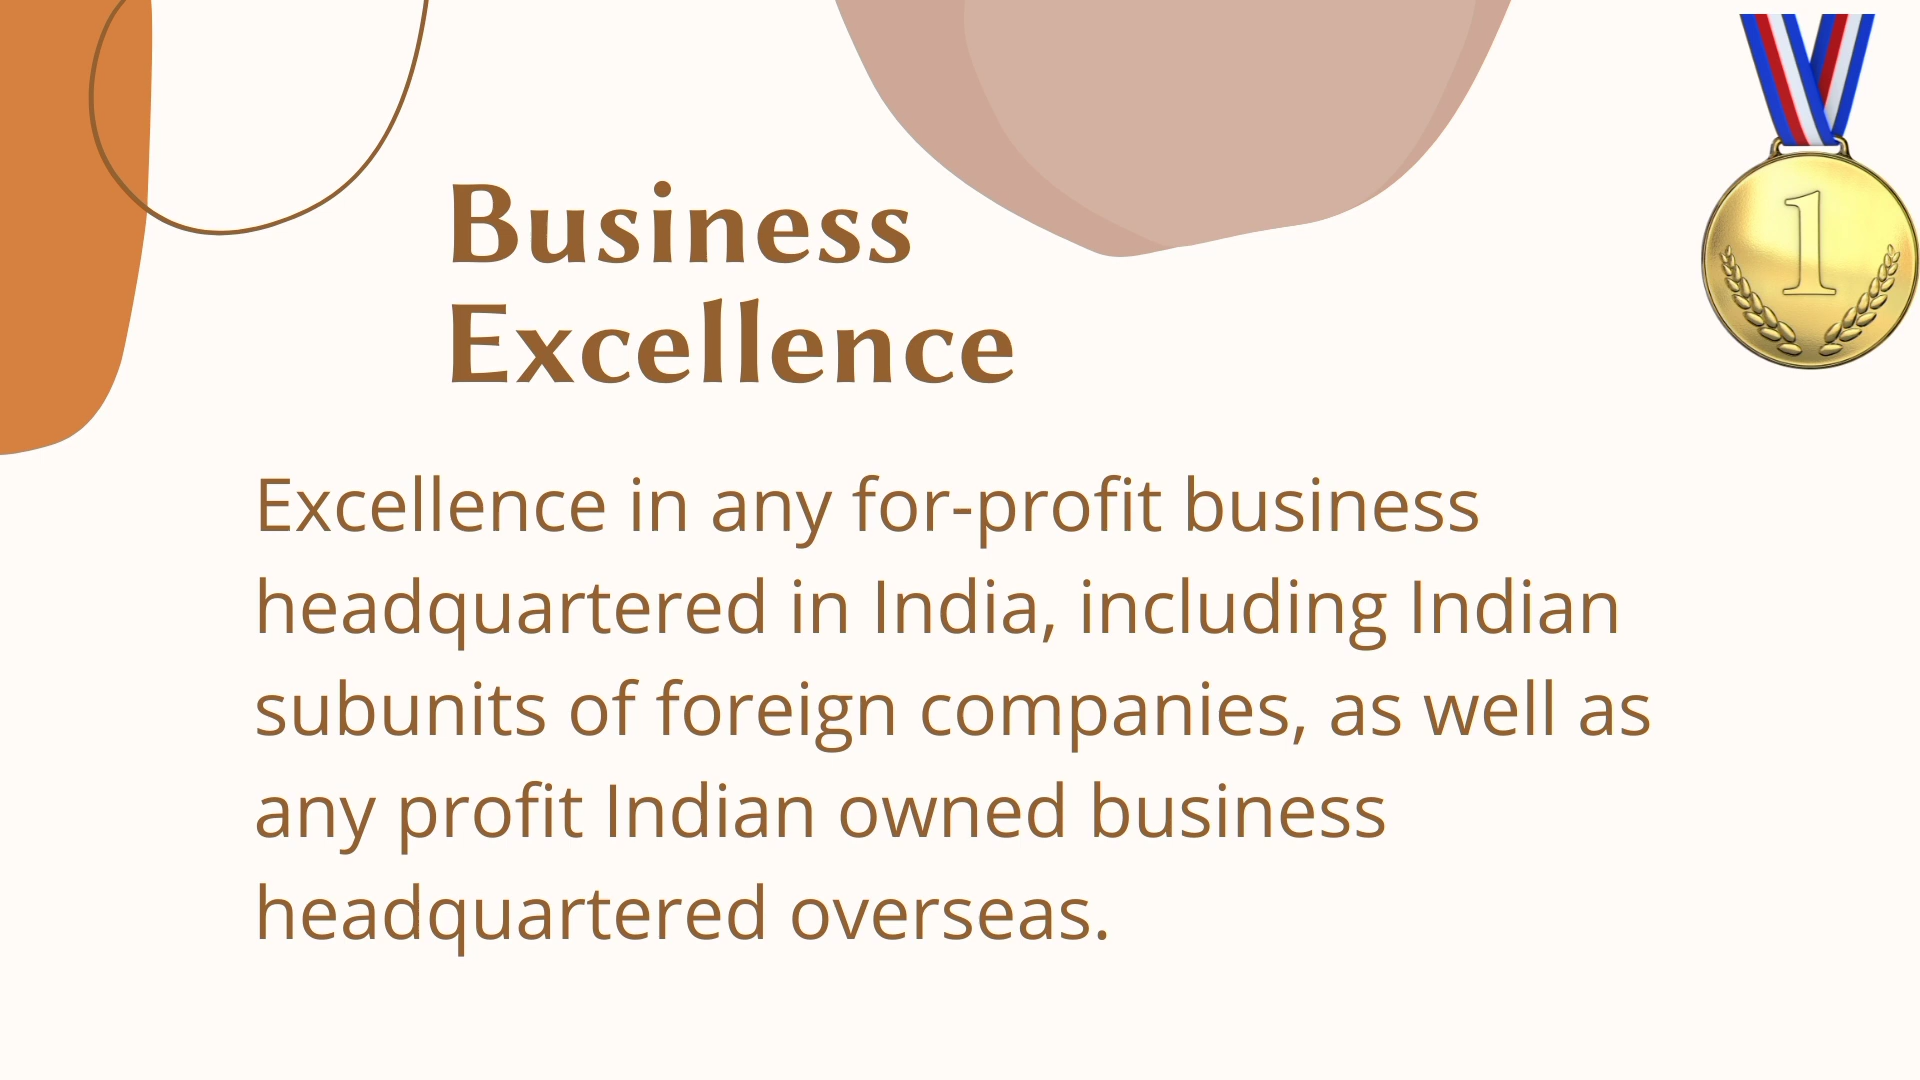 1
Business
Excellence
Excellence in any for-profit business
headquartered in India, including Indian
subunits of foreign companies, as well as
any profit Indian owned business
headquartered overseas.